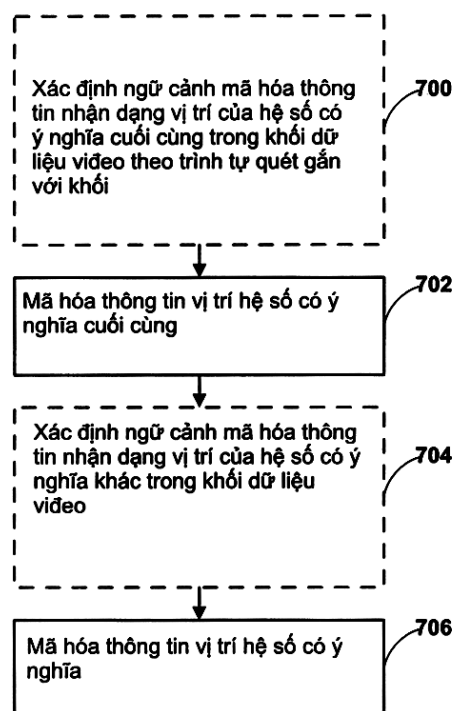 Xác định ngữ cảnh mã hóa thông
tin nhận dạng vị trí của hệ số có
ý nghĩa cuối cùng trong khối dữ
liệu viđeo theo trình tự quét gắn
với khối
700
Mã hóa thông tin vị trí hệ số có ý
nghĩa cuối cùng
702
Xác định ngữ cảnh mã hóa thông
tin nhận dạng vị trí của hệ số có ý
nghĩa khác trong khối dữ liệu
viđeo
704
Mã hóa thông tin vị trí hệ số có ý
nghĩa
706